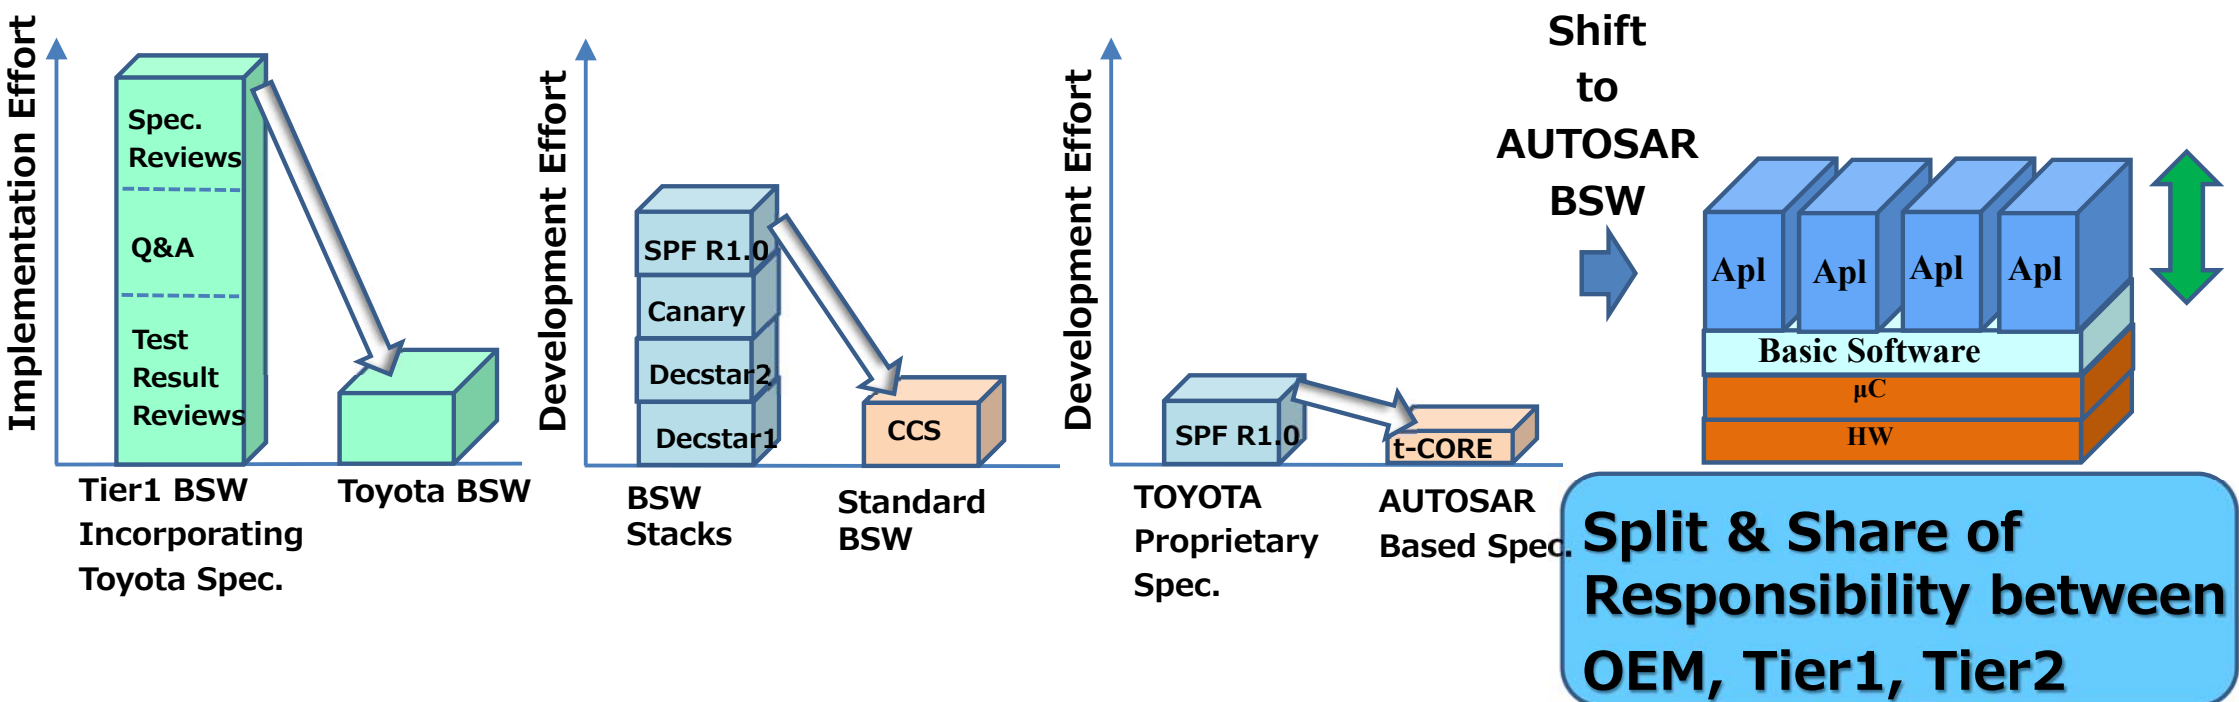 Implementation Effort
Spec.
Reviews
Q&A
Test
Result
Reviews
Tier1 BSW
Incorporating
Toyota Spec.
Toyota BSW
Development Effort
SPF R1.0
Canary
Decstar2
Decstar1
BSW
Stacks
CCS
Standard
BSW
Development Effort
SPF R1.0
TOYOTA
Proprietary
Spec.
t-CORE
AUTOSAR
Based Spec.
Shift
to
AUTOSAR
BSW
Apl
Apl
Apl
Apl
Basic Software
µC
HW
Split & Share of
Responsibility between
OEM, Tier1, Tier2